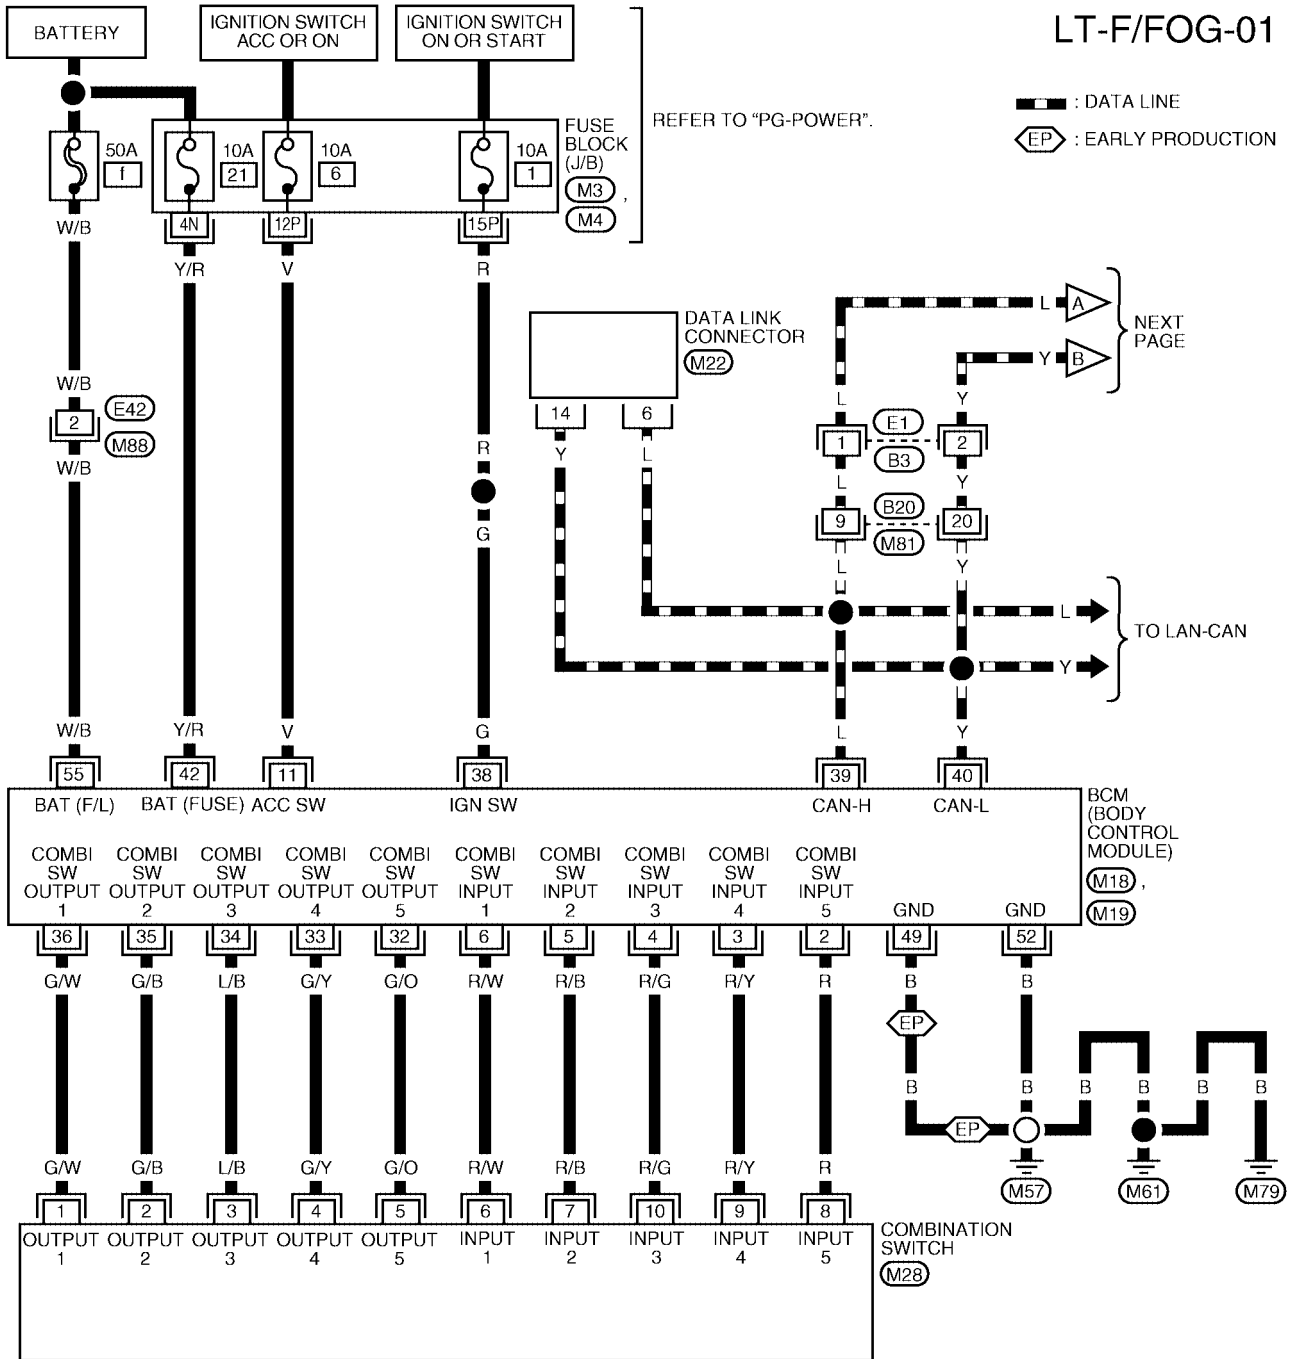 LT-F/FOG-01
BATTERY
IGNITION SWITCH
ACC OR ON
IGNITION SWITCH
ON OR START
: DATA LINE
EP : EARLY PRODUCTION
REFER TO “PG-POWER”.
50A
f
10A
21
10A
6
10A
1
FUSE
BLOCK
(J/B)
M3 ,
M4
4N
12P
15P
W/B
Y/R
V
R
DATA LINK
CONNECTOR
M22
14
6
Y
L
L
A
Y
B
NEXT
PAGE
W/B
2
E42
M88
W/B
R
G
L
Y
1
E1
B3
2
L
Y
9
B20
M81
20
L
Y
L
Y
TO LAN-CAN
W/B
Y/R
V
G
L
Y
55
42
11
38
39
40
BAT (F/L)
BAT (FUSE)
ACC SW
IGN SW
CAN-H
CAN-L
BCM
(BODY
CONTROL
MODULE)
M18 ,
M19
COMBI
SW
OUTPUT
1
COMBI
SW
OUTPUT
2
COMBI
SW
OUTPUT
3
COMBI
SW
OUTPUT
4
COMBI
SW
OUTPUT
5
COMBI
SW
INPUT
1
COMBI
SW
INPUT
2
COMBI
SW
INPUT
3
COMBI
SW
INPUT
4
COMBI
SW
INPUT
5
GND
GND
36
35
34
33
32
6
5
4
3
2
49
52
G/W
G/B
L/B
G/Y
G/O
R/W
R/B
R/G
R/Y
R
B
B
EP
B
B
B
B
B
B
EP
M57
M61
M79
G/W
G/B
L/B
G/Y
G/O
R/W
R/B
R/G
R/Y
R
1
2
3
4
5
6
7
10
9
8
OUTPUT
1
OUTPUT
2
OUTPUT
3
OUTPUT
4
OUTPUT
5
INPUT
1
INPUT
2
INPUT
3
INPUT
4
INPUT
5
COMBINATION
SWITCH
M28